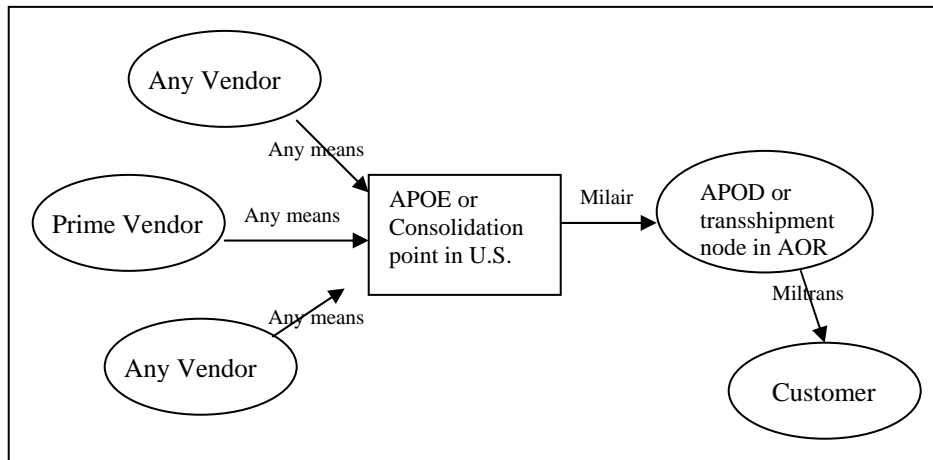 Any Vendor
Any means
Prime Vendor
Any means
APOE or
Consolidation
point in U.S.
Milair
APOD or
transshipment
node in AOR
Any means
Any Vendor
Miltrans
Customer